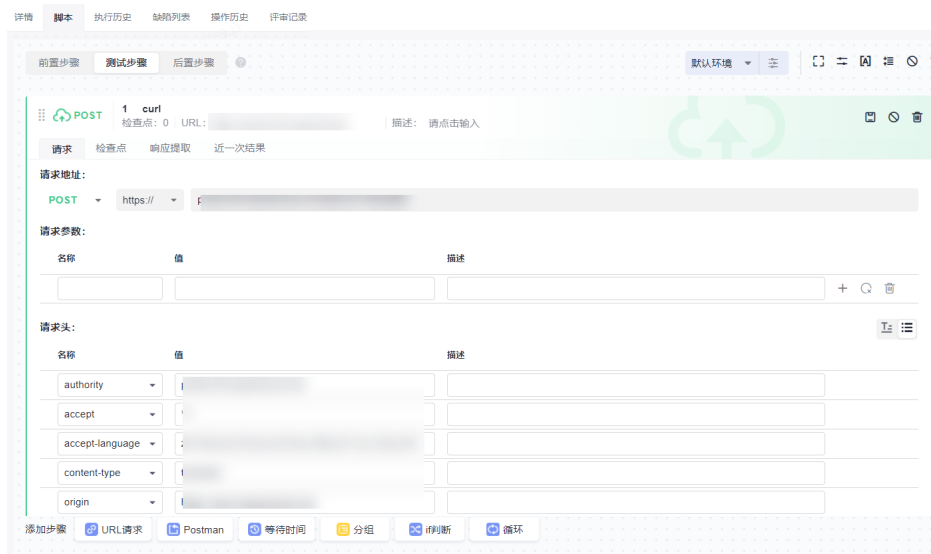 详情 脚本 执行历史 缺陷列表 操作历史 评审记录
前置步骤 测试步骤 后置步骤 默认环境
POST 1 curl
检查点: 0 URL: 描述: 请点击输入
请求 检查点 响应提取 近一次结果
请求地址:
POST https://
请求参数:
名称 值 描述
请求头:
名称 值 描述
authority
accept
accept-language
content-type
origin
添加步骤 URL请求 Postman 等待时间 分组 if判断 循环